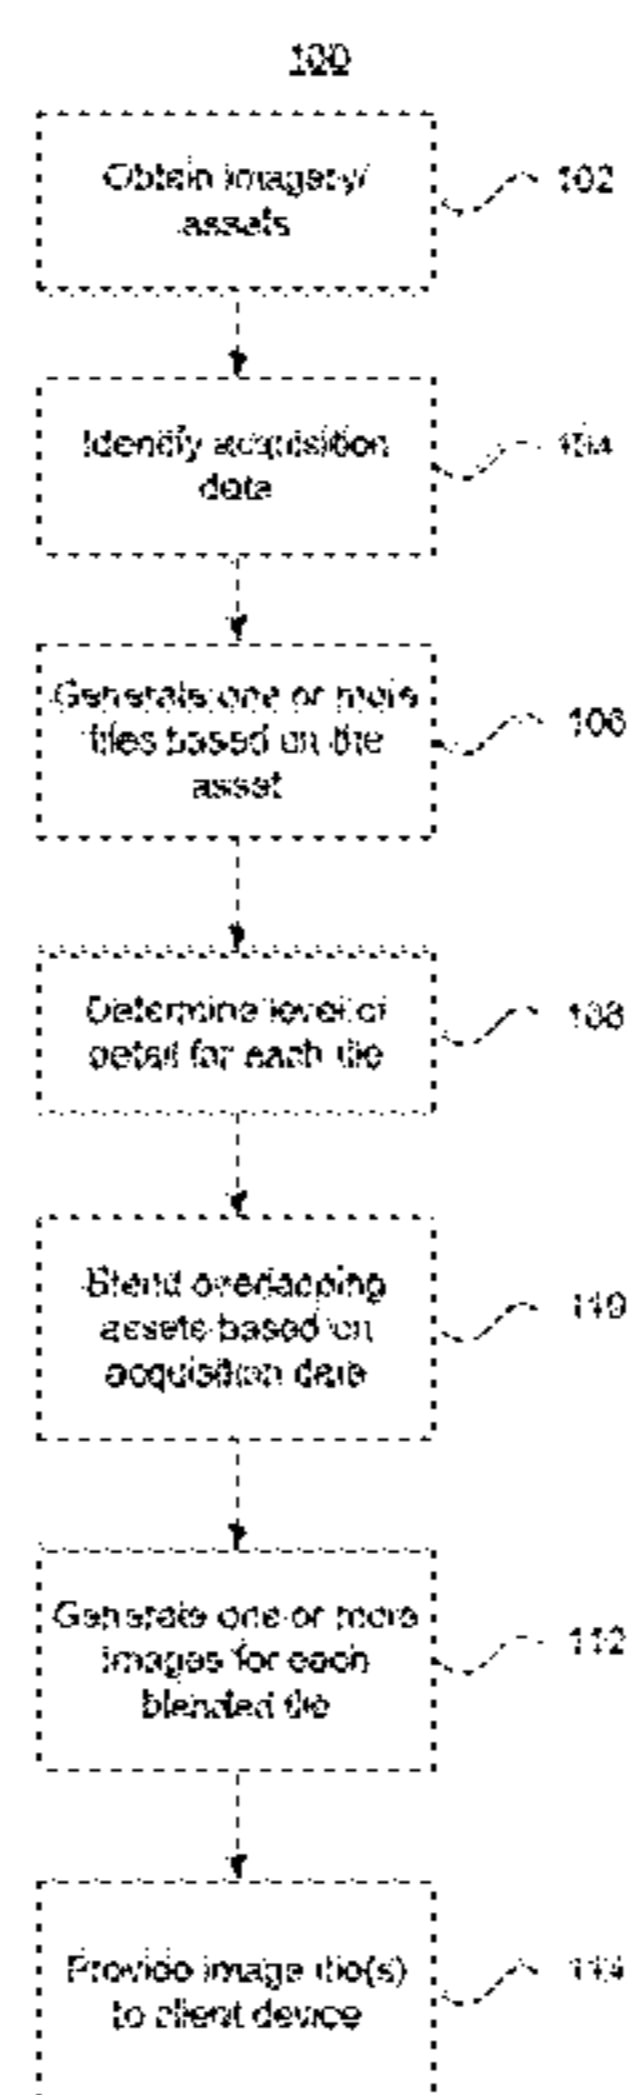 100
Obtain imagery/
assets
102
Identify acquisition
data
104
Generate one or more
tiles based on the
asset
106
Determine level of
detail for each tile
108
Blend overlapping
assets based on
acquisition date
110
Generate one or more
images for each
blended tile
112
Provide image tile(s)
to client device
114